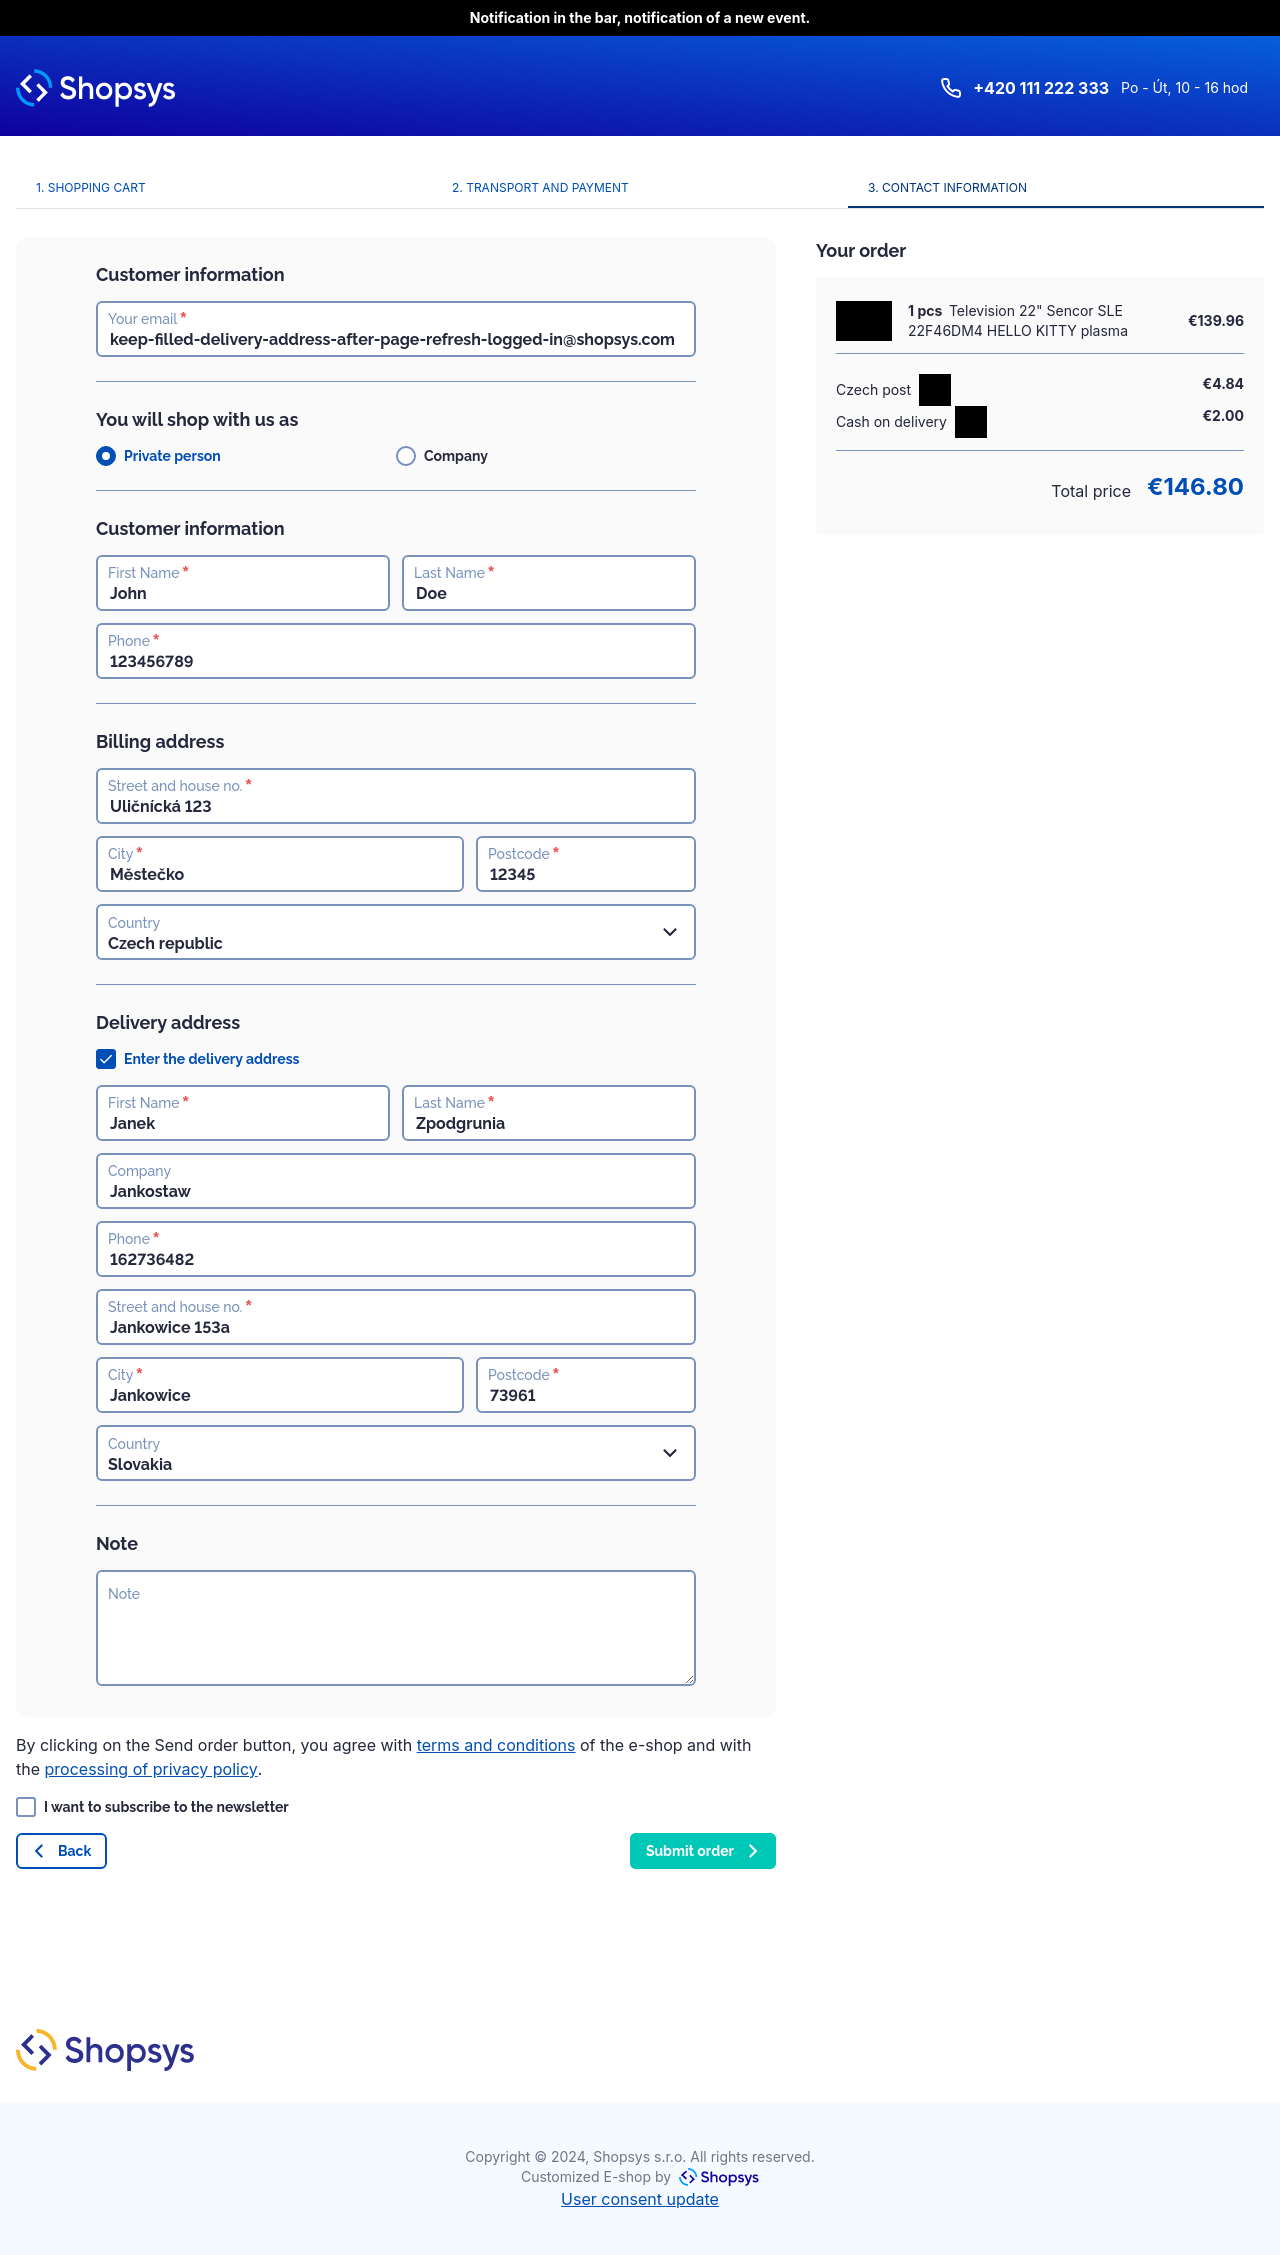 Notification in the bar, notification of a new event.
Shopsys
+420 111 222 333 Po - Út, 10 - 16 hod
1. SHOPPING CART
2. TRANSPORT AND PAYMENT
3. CONTACT INFORMATION
Customer information
Your email *
keep-filled-delivery-address-after-page-refresh-logged-in@shopsys.com
You will shop with us as
Private person
Company
Customer information
First Name *
John
Last Name *
Doe
Phone *
123456789
Billing address
Street and house no. *
Uličnícká 123
City *
Městečko
Postcode *
12345
Country
Czech republic
Delivery address
Enter the delivery address
First Name *
Janek
Last Name *
Zpodgrunia
Company
Jankostaw
Phone *
162736482
Street and house no. *
Jankowice 153a
City *
Jankowice
Postcode *
73961
Country
Slovakia
Note
Note
By clicking on the Send order button, you agree with terms and conditions of the e-shop and with
the processing of privacy policy.
I want to subscribe to the newsletter
Back
Submit order
Your order
1 pcs Television 22" Sencor SLE
22F46DM4 HELLO KITTY plasma
€139.96
Czech post
€4.84
Cash on delivery
€2.00
Total price €146.80
Shopsys
Copyright © 2024, Shopsys s.r.o. All rights reserved.
Customized E-shop by Shopsys
User consent update